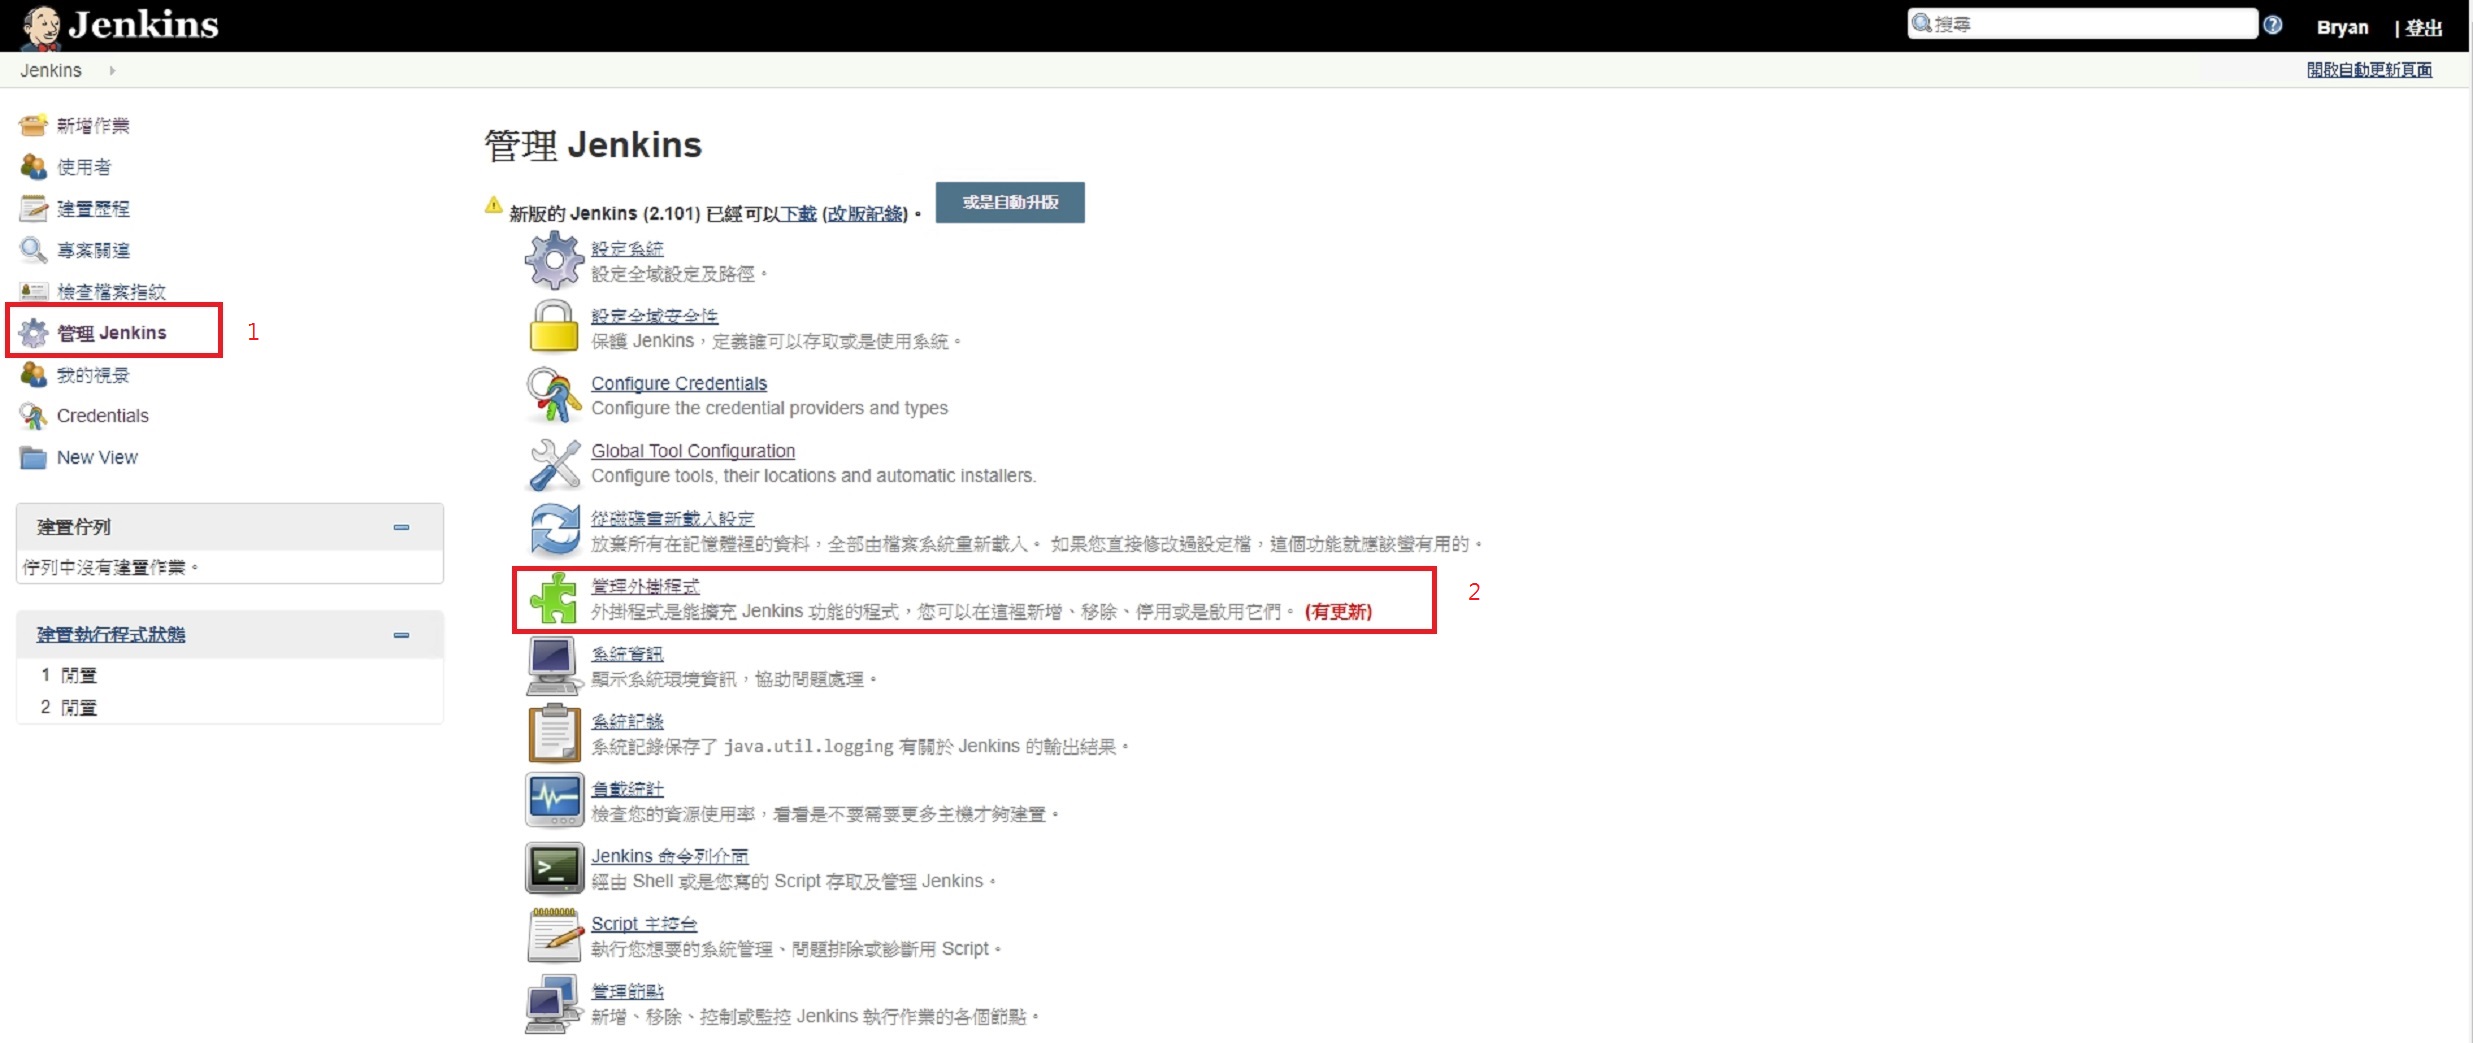 Jenkins
搜尋
Bryan
| 登出
Jenkins
開啟自動更新頁面
新增作業
使用者
建置歷程
專案關連
檢查檔案指紋
管理 Jenkins
1
我的視景
Credentials
New View
建置佇列
佇列中沒有建置作業。
建置執行程式狀態
1 閒置
2 閒置
管理 Jenkins
新版的 Jenkins (2.101) 已經可以下載 (改版記錄)。
或是自動升版
設定系統
設定全域設定及路徑。
設定全域安全性
保護 Jenkins，定義誰可以存取或是使用系統。
Configure Credentials
Configure the credential providers and types
Global Tool Configuration
Configure tools, their locations and automatic installers.
從磁碟重新載入設定
放棄所有在記憶體裡的資料，全部由檔案系統重新載入。 如果您直接修改過設定檔，這個功能就應該蠻有用的。
管理外掛程式
外掛程式是能擴充 Jenkins 功能的程式，您可以在這裡新增、移除、停用或是啟用它們。 (有更新)
2
系統資訊
顯示系統環境資訊，協助問題處理。
系統記錄
系統記錄保存了 java.util.logging 有關於 Jenkins 的輸出結果。
負載統計
檢查您的資源使用率，看看是不要需要更多主機才夠建置。
Jenkins 命令列介面
經由 Shell 或是您寫的 Script 存取及管理 Jenkins。
Script 主控台
執行您想要的系統管理、問題排除或診斷用 Script。
管理節點
新增、移除、控制或監控 Jenkins 執行作業的各個節點。